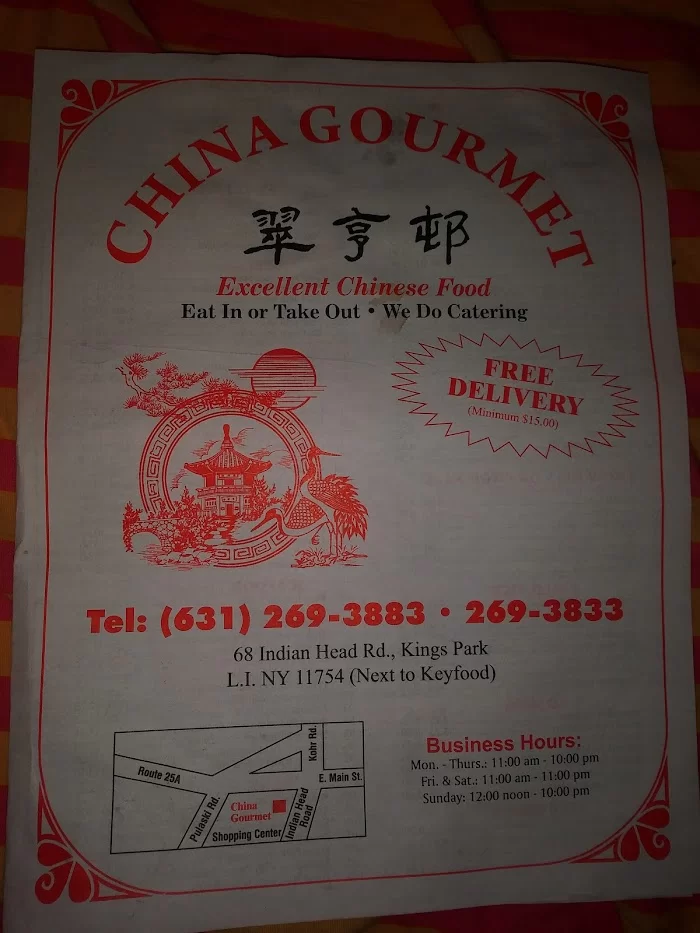 CHINA GOURMET
翠亨邨
Excellent Chinese Food
Eat In or Take Out • We Do Catering
FREE
DELIVERY
(Minimum $15.00)
Tel: (631) 269-3883 • 269-3833
68 Indian Head Rd., Kings Park
L.I. NY 11754 (Next to Keyfood)
Kohr Rd.
Route 25A
E. Main St.
Pulaski Rd.
China
Gourmet
Shopping Center
Indian Head
Road
Business Hours:
Mon. - Thurs.: 11:00 am - 10:00 pm
Fri. & Sat.: 11:00 am - 11:00 pm
Sunday: 12:00 noon - 10:00 pm